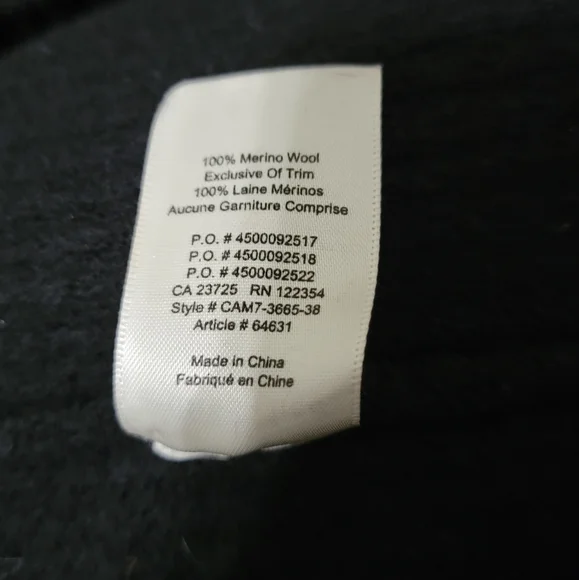 100% Merino Wool
Exclusive Of Trim
100% Laine Mérinos
Aucune Garniture Comprise
P.O. # 4500092517
P.O. # 4500092518
P.O. # 4500092522
CA 23725 RN 122354
Style # CAM7-3665-38
Article # 64631
Made in China
Fabriqué en Chine